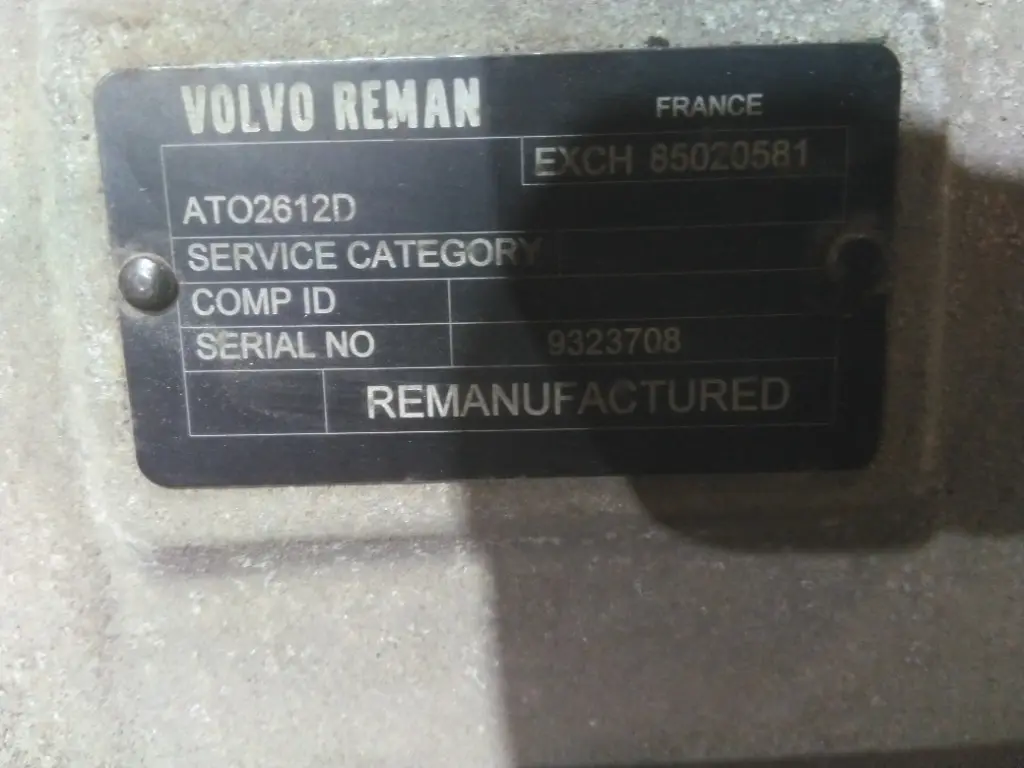 VOLVO REMAN
FRANCE
EXCH 85020581
ATO2612D
SERVICE CATEGORY
COMP ID
SERIAL NO 9323708
REMANUFACTURED